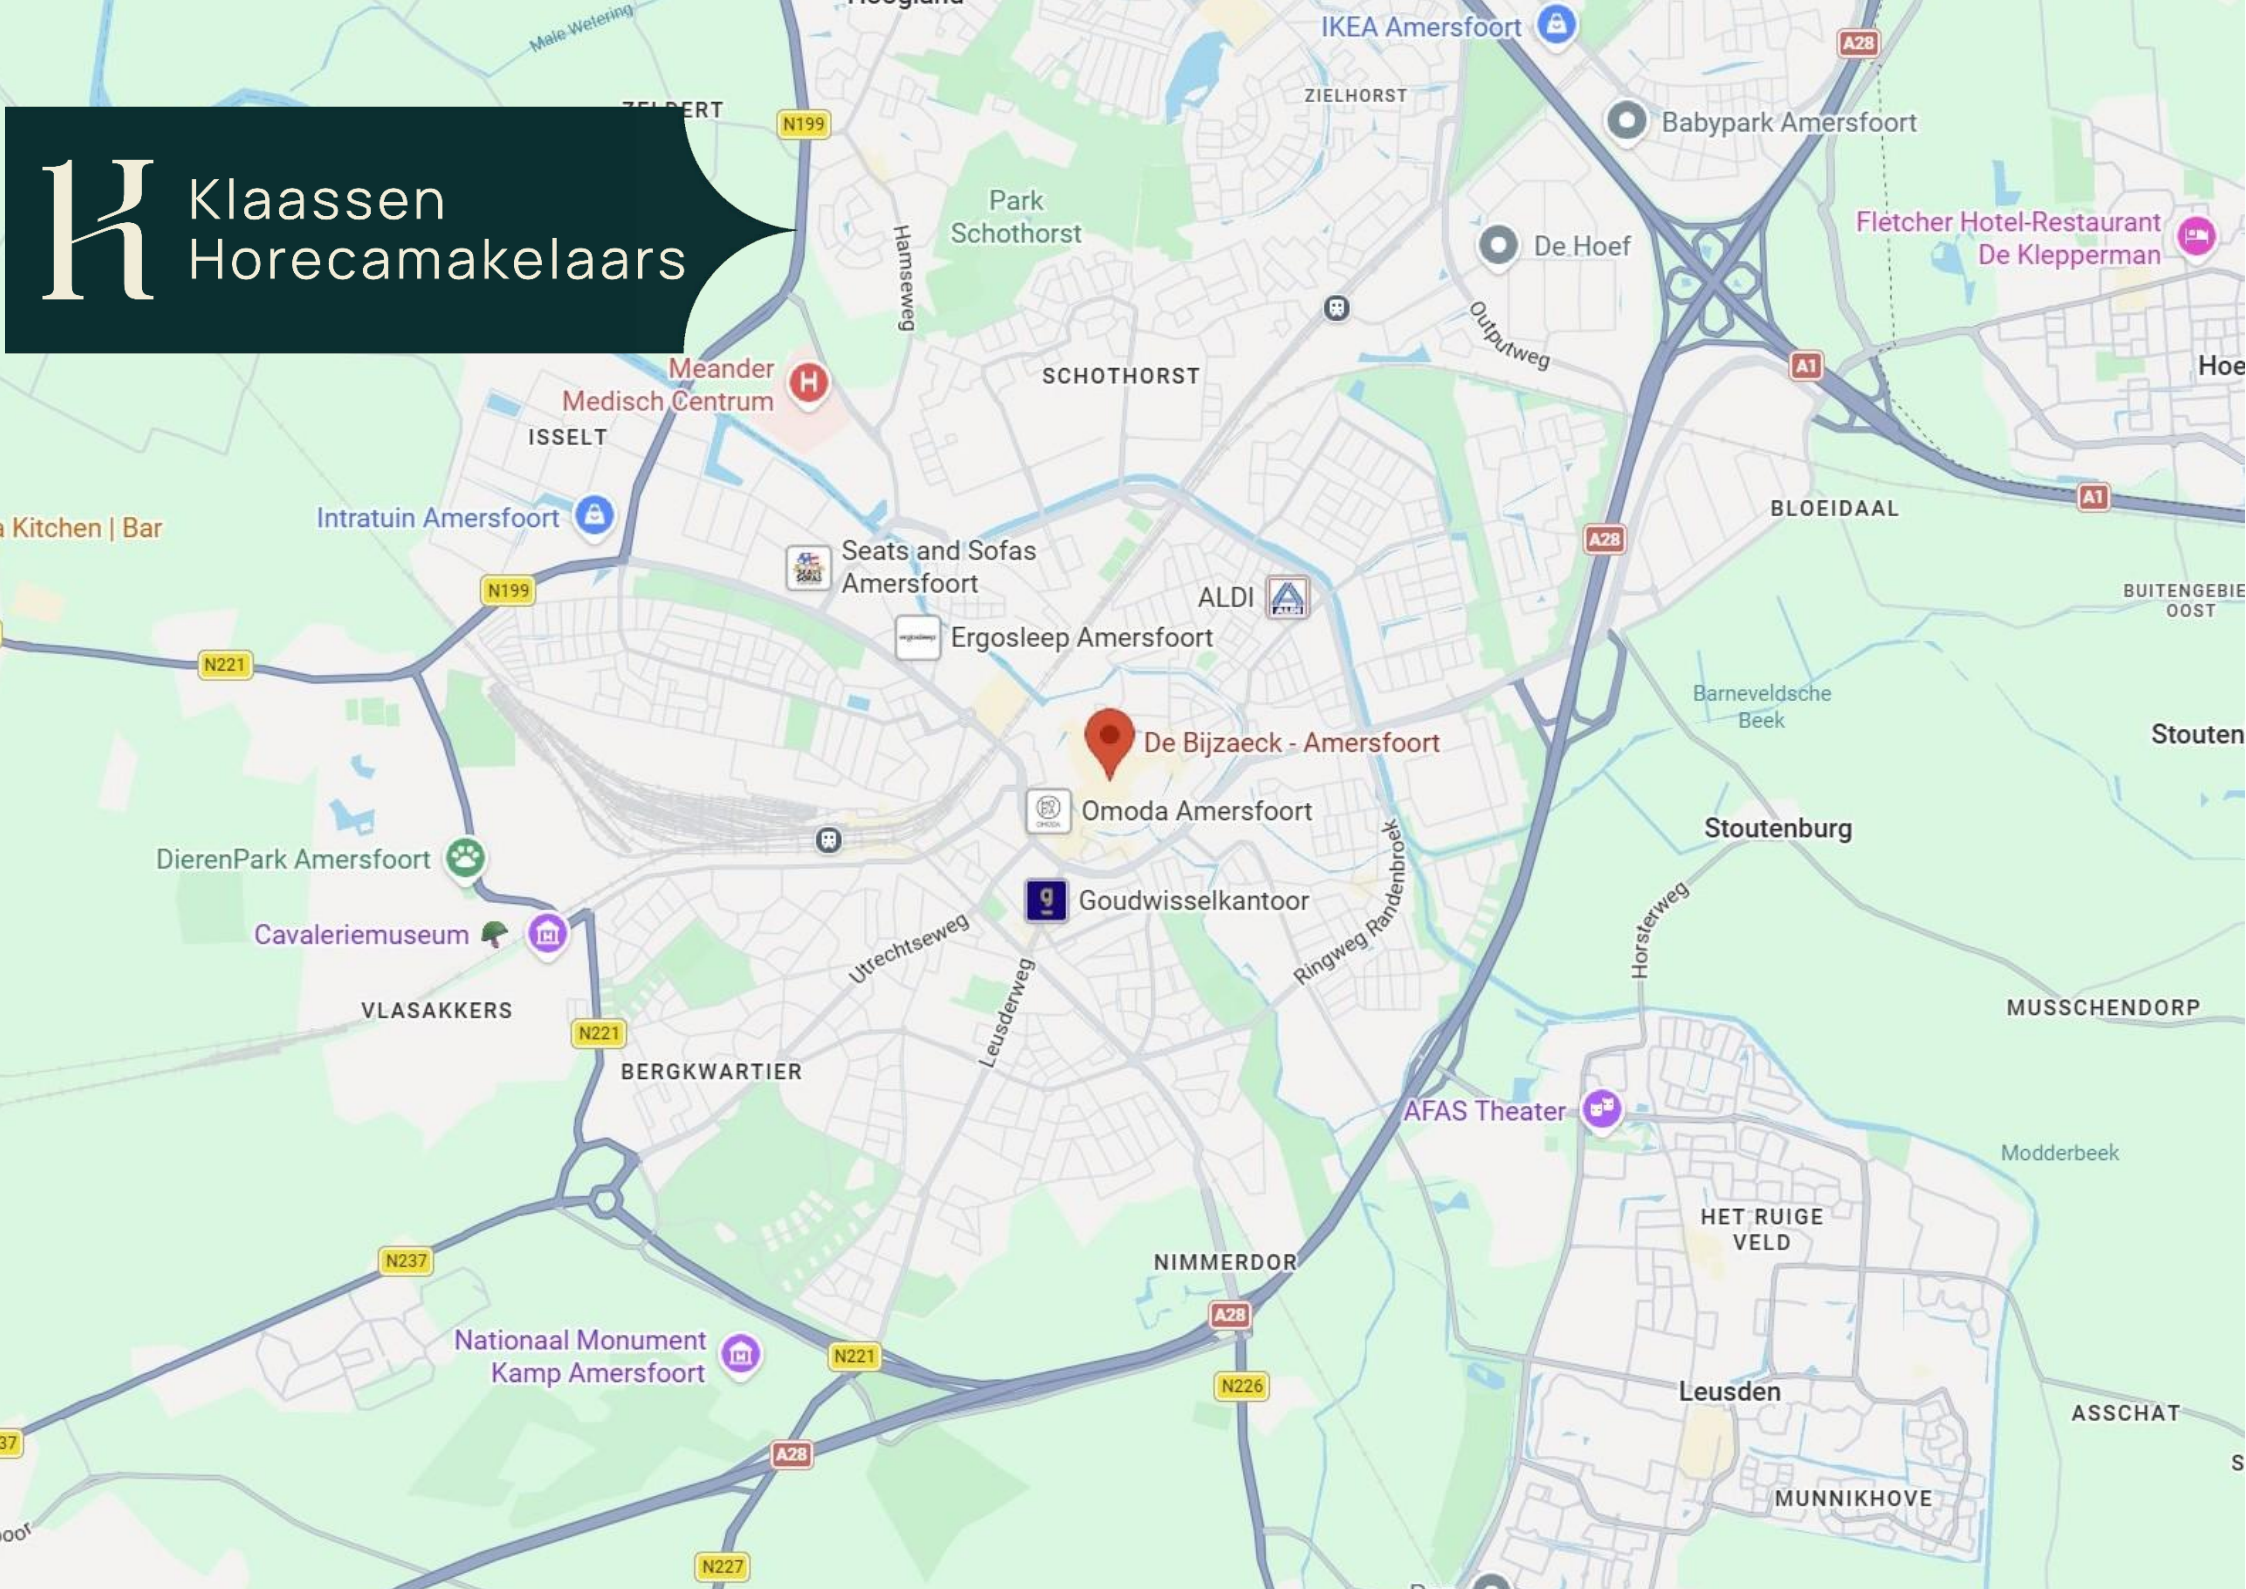 Male Wetering
IKEA Amersfoort
A28
ZIELHORST
N199
Babypark Amersfoort
Klaassen
Horecamakelaars
Park
Schothorst
Hamseweg
De Hoef
Fletcher Hotel-Restaurant
De Klepperman
Outputweg
Meander
Medisch Centrum
SCHOTHORST
A1
Hoe
ISSELT
Intratuin Amersfoort
a Kitchen | Bar
A1
BLOEIDAAL
A28
Seats and Sofas
Amersfoort
N199
ALDI
BUITENGEBIE
OOST
Ergosleep Amersfoort
N221
Barneveldsche
Beek
De Bijzaeck - Amersfoort
Stouten
Omoda Amersfoort
Stoutenburg
DierenPark Amersfoort
Goudwisselkantoor
Cavaleriemuseum
Utrechtseweg
Ringweg Randenbroek
Horsterweg
VLASAKKERS
Leusderweg
MUSSCHENDORP
N221
BERGKWARTIER
AFAS Theater
Modderbeek
HET RUIGE
VELD
N237
NIMMERDOR
A28
Nationaal Monument
Kamp Amersfoort
N221
N226
Leusden
ASSCHAT
37
A28
S
MUNNIKHOVE
oor
N227